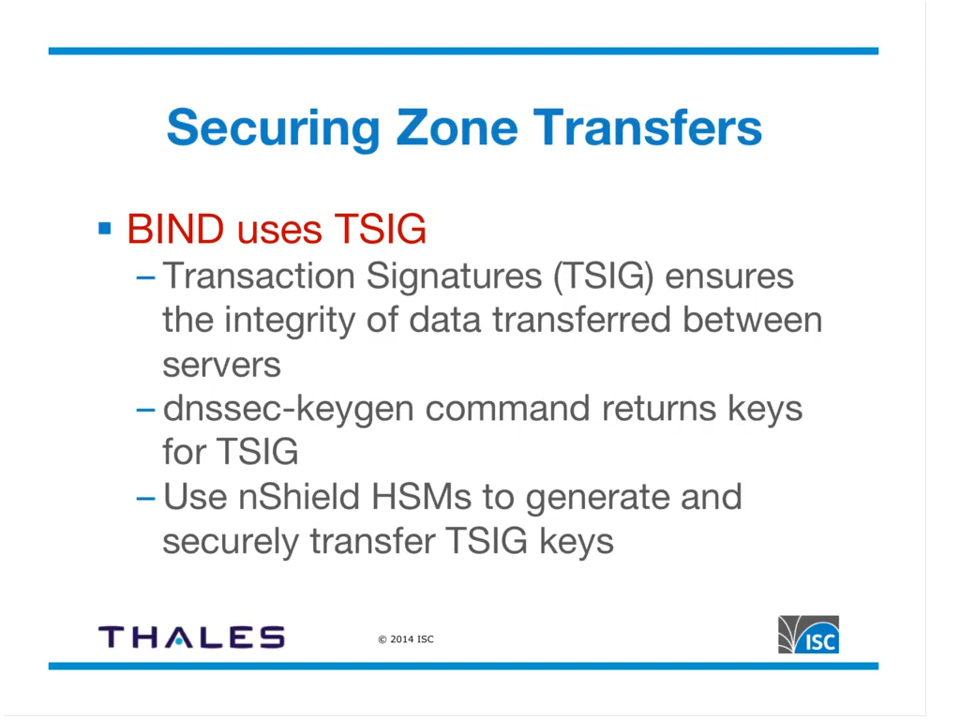 Securing Zone Transfers
BIND uses TSIG
– Transaction Signatures (TSIG) ensures
the integrity of data transferred between
servers
– dnssec-keygen command returns keys
for TSIG
– Use nShield HSMs to generate and
securely transfer TSIG keys
THALES
© 2014 ISC
ISC